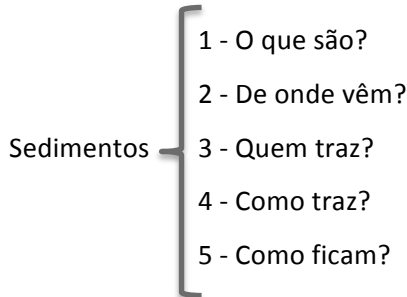 Sedimentos
1 - O que são?
2 - De onde vêm?
3 - Quem traz?
4 - Como traz?
5 - Como ficam?